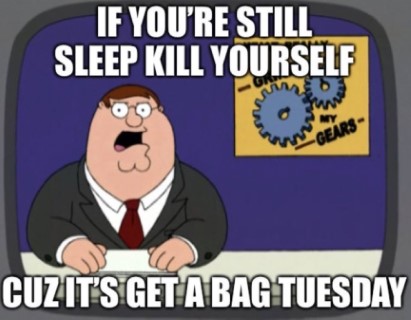 IF YOU'RE STILL
SLEEP KILL YOURSELF
MY
GEARS
CUZ IT'S GET A BAG TUESDAY